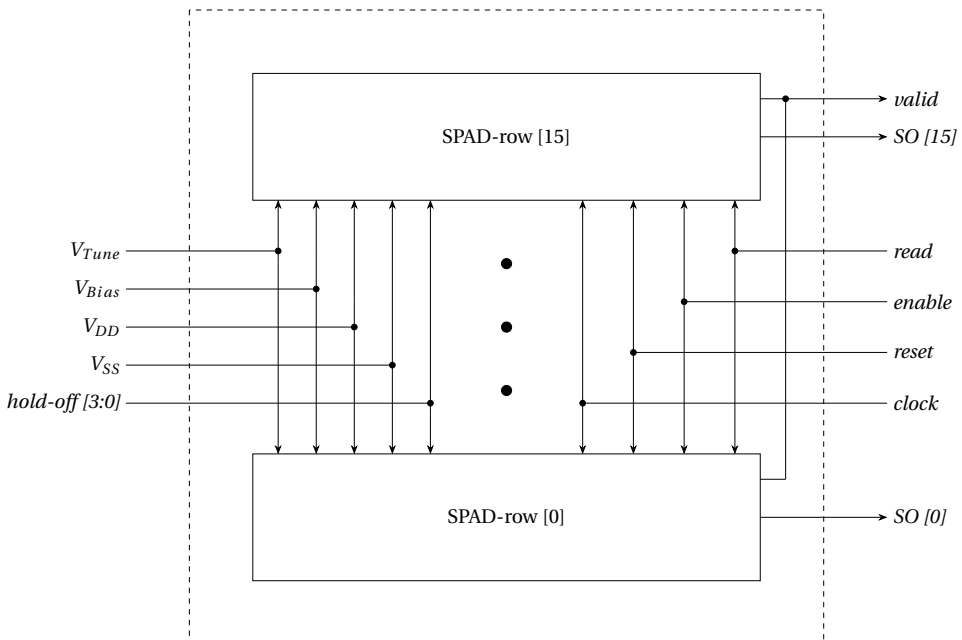 SPAD-row [15]
valid
SO [15]
V_Tune
V_Bias
V_DD
V_SS
hold-off [3:0]
read
enable
reset
clock
SPAD-row [0]
SO [0]